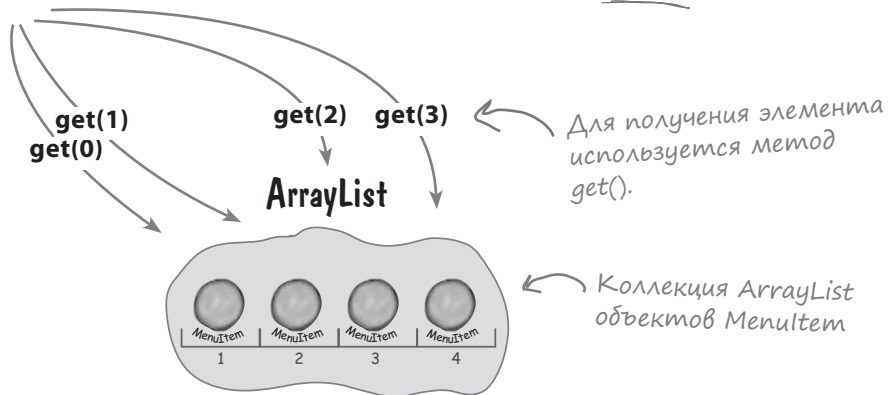 get(1)
get(0)
get(2) get(3)
Для получения элемента
используется метод
get().
ArrayList
Коллекция ArrayList
объектов MenuItem
MenuItem MenuItem MenuItem MenuItem
1 2 3 4